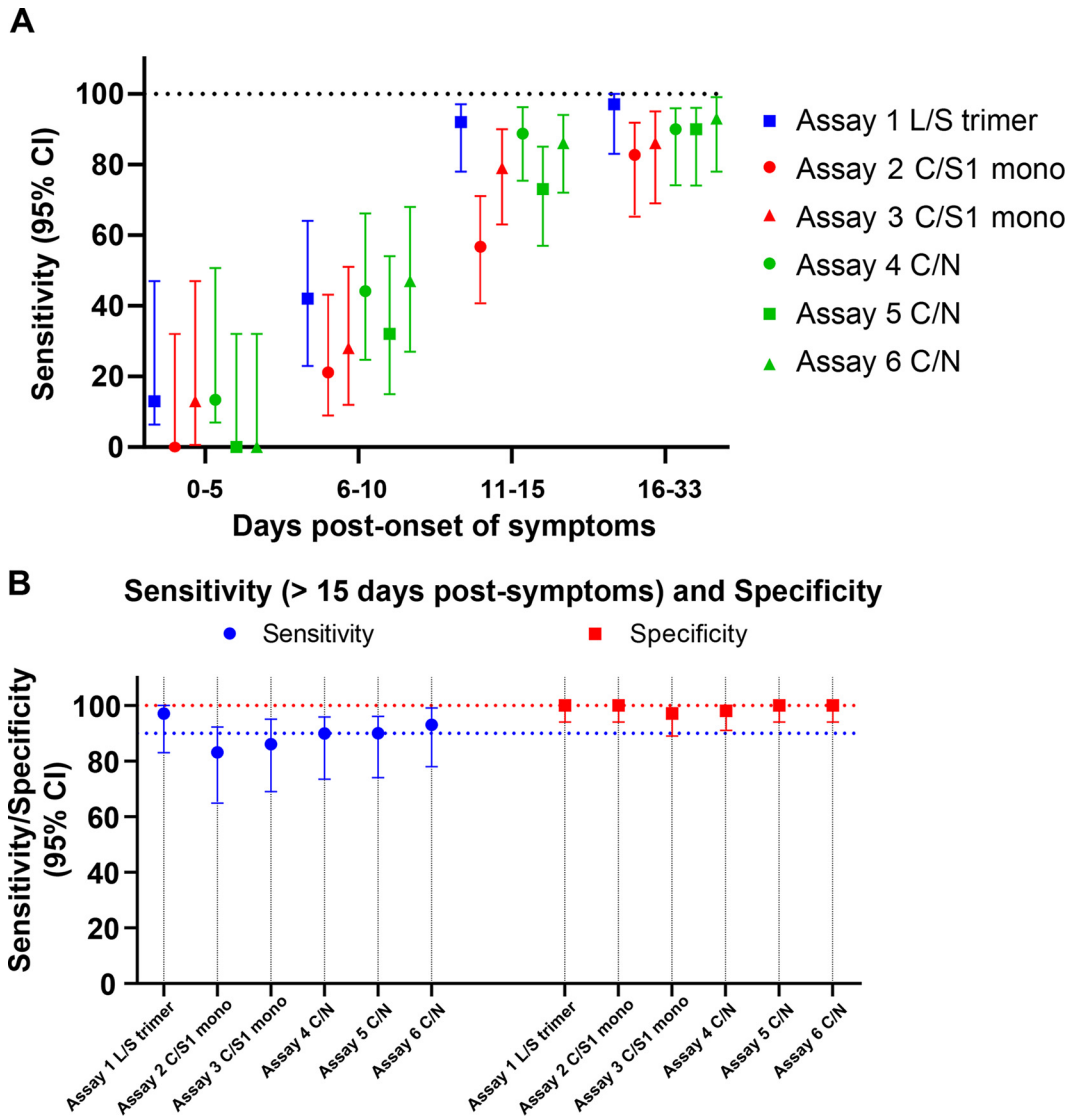 A
Sensitivity (95% CI)
100
80
60
40
20
0
0-5
6-10
11-15
16-33
Days post-onset of symptoms
Assay 1 L/S trimer
Assay 2 C/S1 mono
Assay 3 C/S1 mono
Assay 4 C/N
Assay 5 C/N
Assay 6 C/N
B
Sensitivity (> 15 days post-symptoms) and Specificity
Sensitivity
Specificity
Sensitivity/Specificity
(95% CI)
100
80
60
40
20
0
Assay 1 L/S trimer
Assay 2 C/S1 mono
Assay 3 C/S1 mono
Assay 4 C/N
Assay 5 C/N
Assay 6 C/N
Assay 1 L/S trimer
Assay 2 C/S1 mono
Assay 3 C/S1 mono
Assay 4 C/N
Assay 5 C/N
Assay 6 C/N